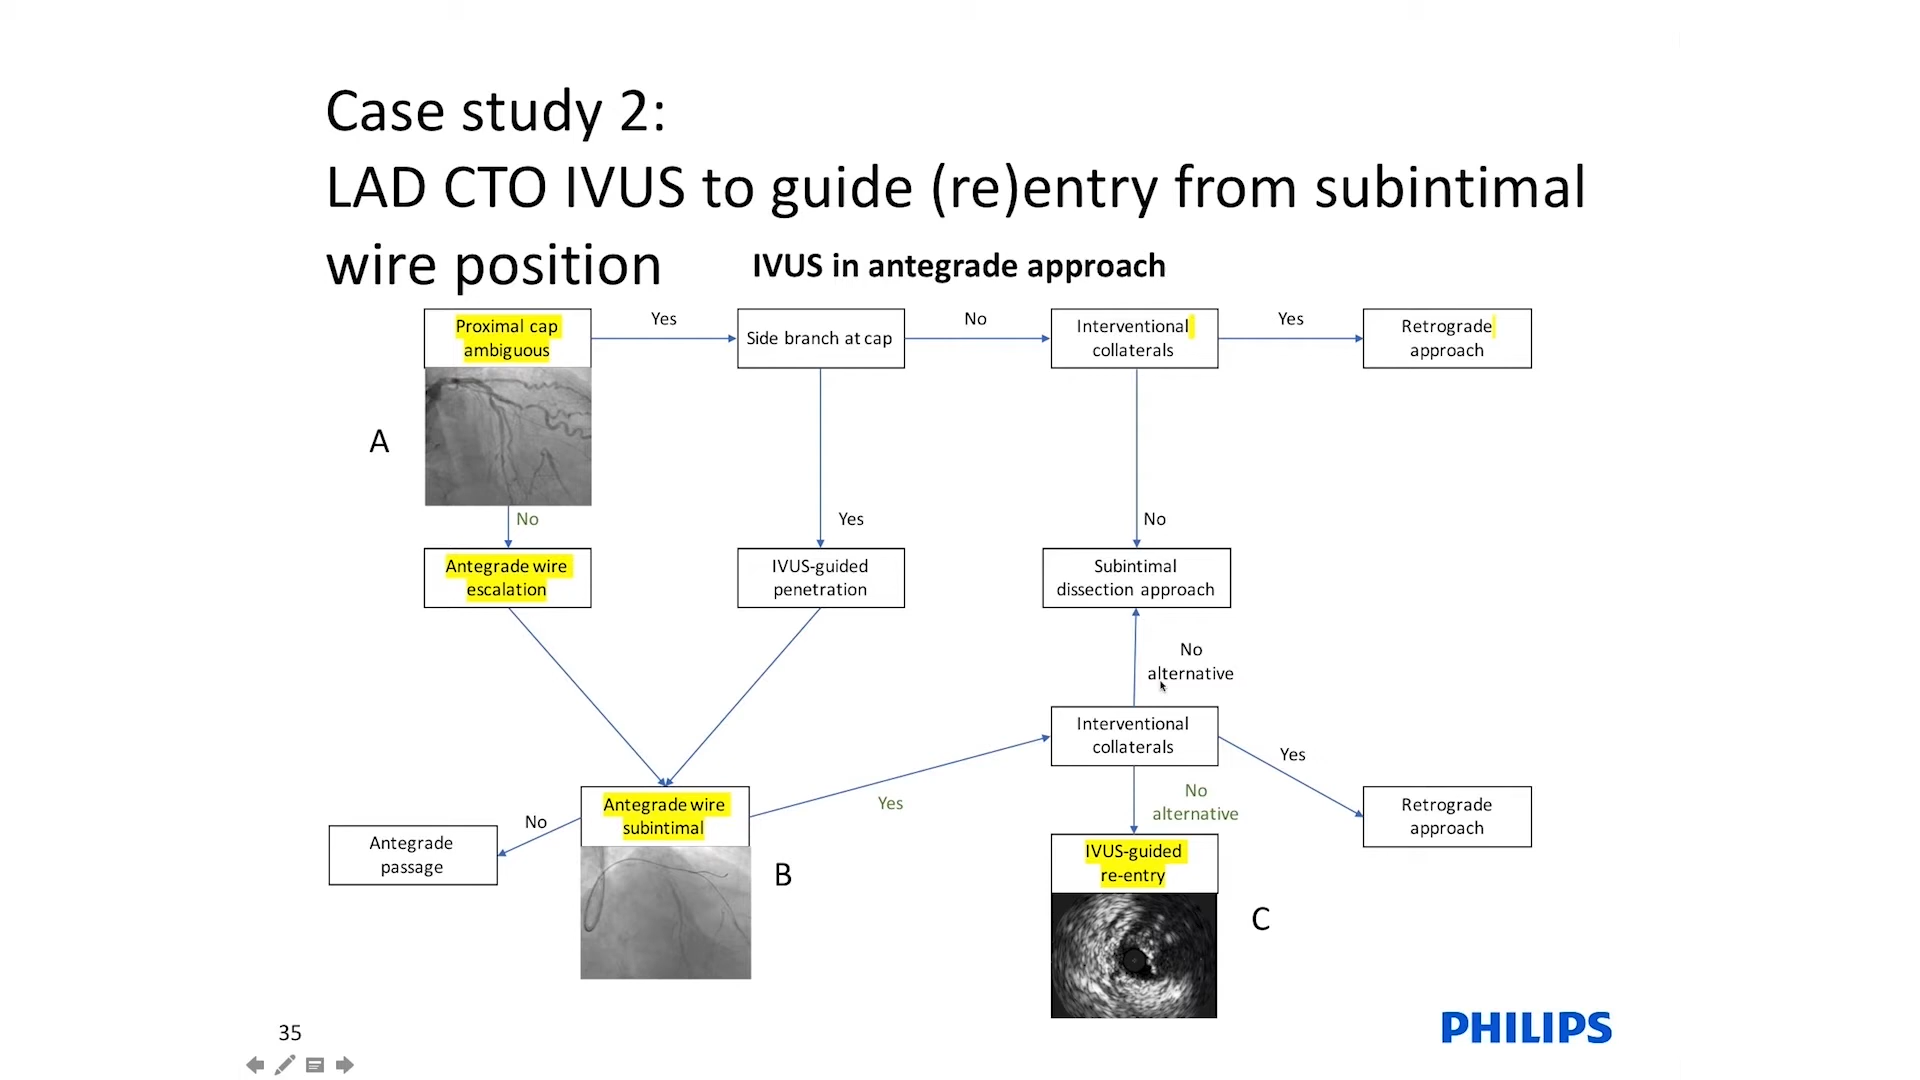 Case study 2:
LAD CTO IVUS to guide (re)entry from subintimal
wire position
IVUS in antegrade approach
Proximal cap
ambiguous
Yes
Side branch at cap
No
Interventional
collaterals
Yes
Retrograde
approach
A
No
Yes
No
Antegrade wire
escalation
IVUS-guided
penetration
Subintimal
dissection approach
No
alternative
Interventional
collaterals
Yes
Antegrade wire
subintimal
Yes
No
alternative
Retrograde
approach
No
Antegrade
passage
B
IVUS-guided
re-entry
C
35
PHILIPS